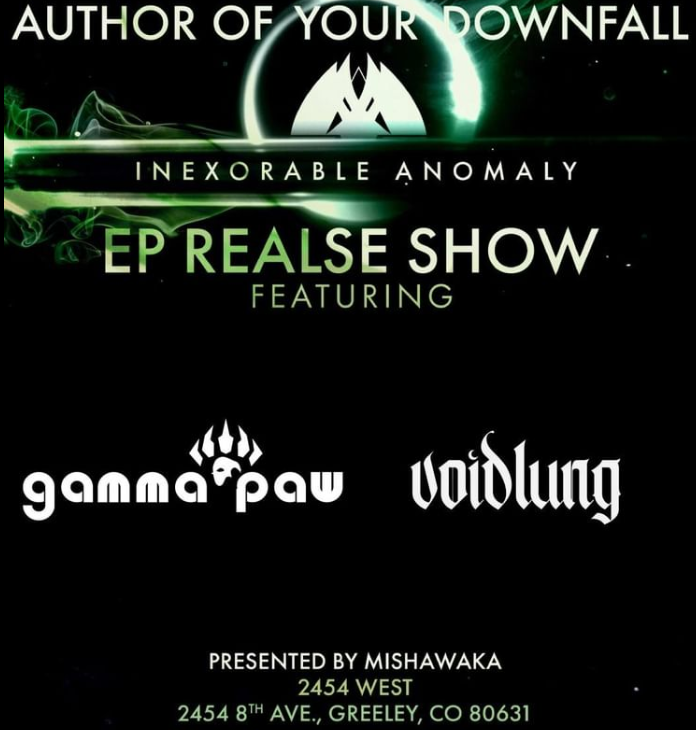 AUTHOR OF YOUR DOWNFALL
INEXORABLE ANOMALY
EP REALSE SHOW
FEATURING
gamma paw
voidlung
PRESENTED BY MISHAWAKA
2454 WEST
2454 8TH AVE., GREELEY, CO 80631